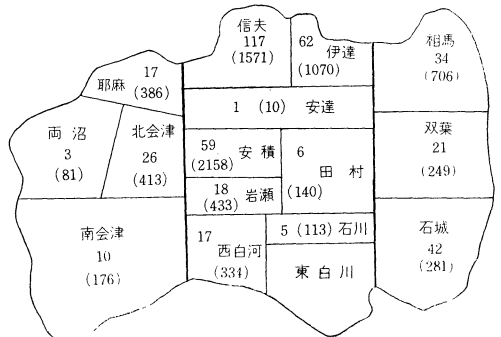 信夫
117
(1571)
62 伊達
(1070)
相馬
34
(706)
耶麻 17
(386)
1 (10) 安達
両沼
3
(81)
北会津
26
(413)
59
(2158) 安積
6
田村
(140)
双葉
21
(249)
18
(433) 岩瀬
南会津
10
(176)
17
西白河
(334)
5 (113) 石川
東白川
石城
42
(281)